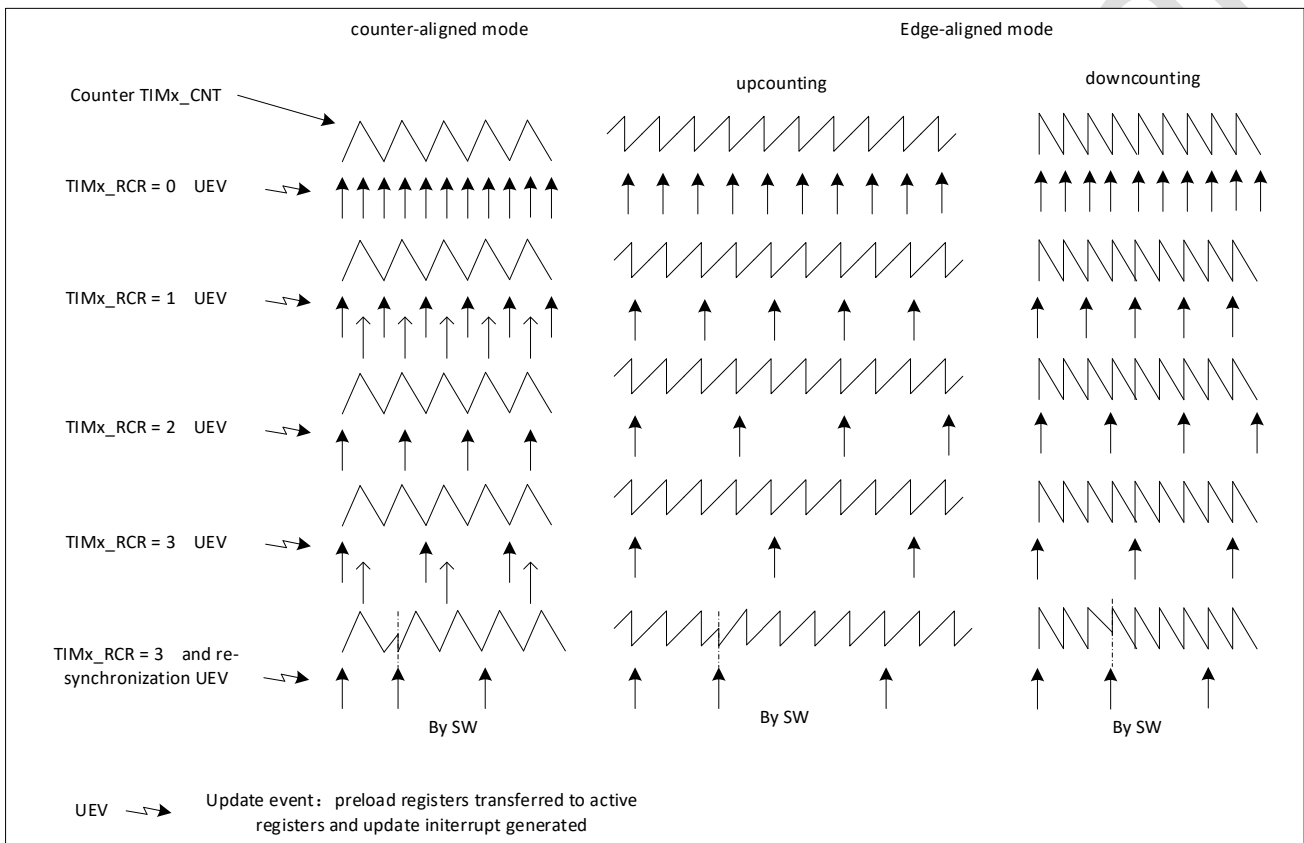 counter-aligned mode
Edge-aligned mode
Counter TIMx_CNT
upcounting
downcounting
TIMx_RCR = 0 UEV
TIMx_RCR = 1 UEV
TIMx_RCR = 2 UEV
TIMx_RCR = 3 UEV
TIMx_RCR = 3 and re-
synchronization UEV
By SW
By SW
By SW
UEV
Update event：preload registers transferred to active
registers and update initerrupt generated